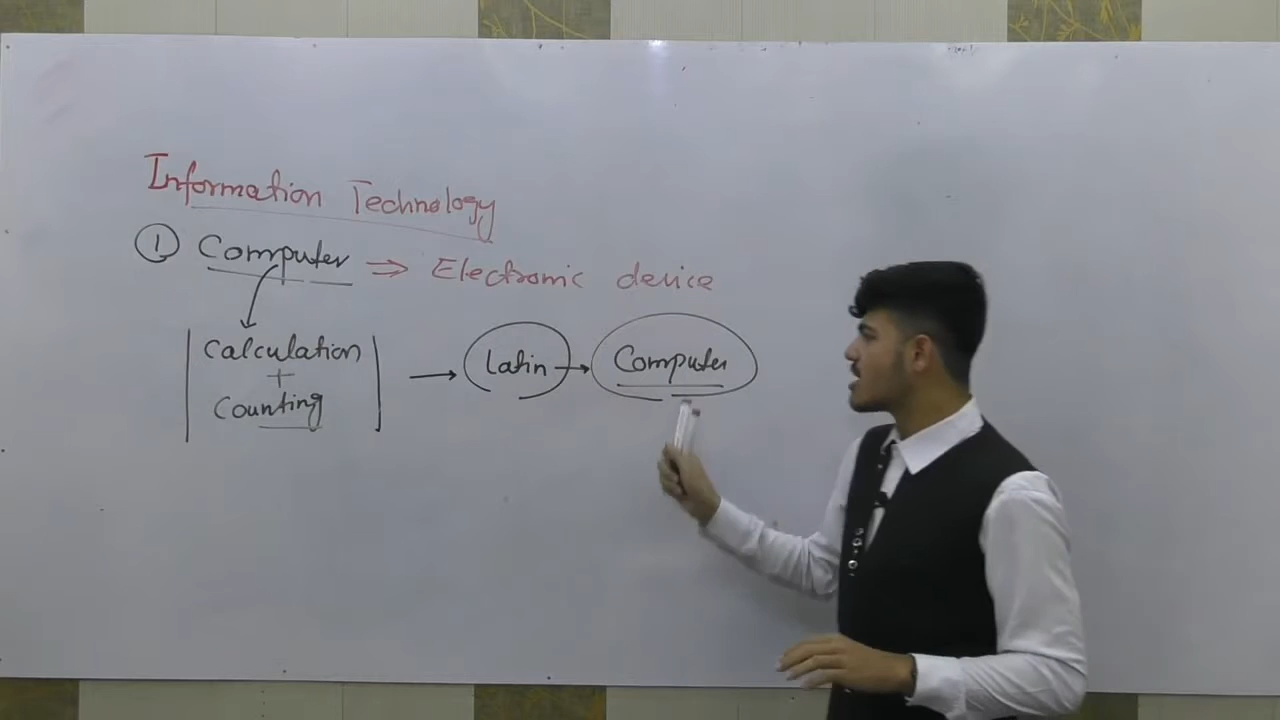 Information Technology
① Computer ⇒ Electronic device
Calculation
+
Counting
→ Latin → Computer